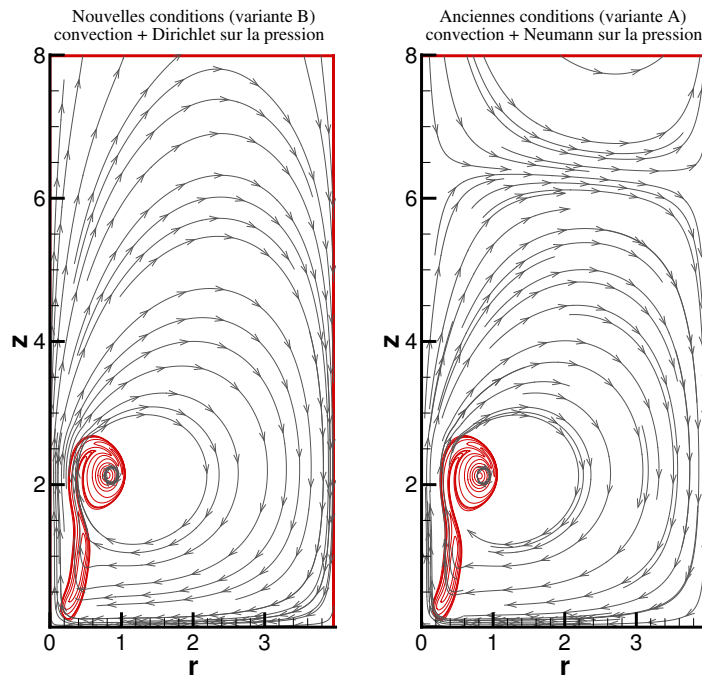 Nouvelles conditions (variante B)
convection + Dirichlet sur la pression
8
6
4
2
0
1
2
3
z
r
Anciennes conditions (variante A)
convection + Neumann sur la pression
8
6
4
2
0
1
2
3
z
r